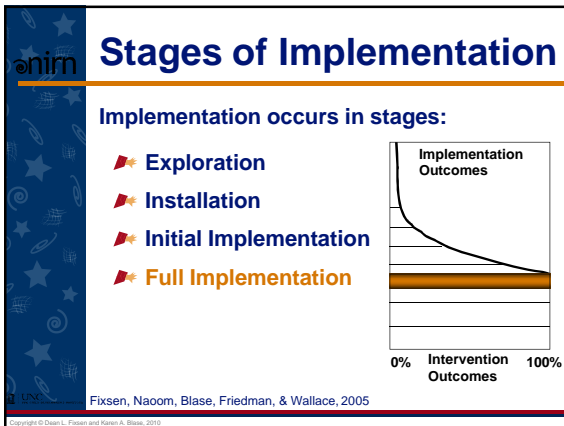 nirn
Stages of Implementation
Implementation occurs in stages:
Exploration
Installation
Initial Implementation
Full Implementation
Implementation
Outcomes
0% Intervention 100%
Outcomes
UNC
Fixsen, Naoom, Blase, Friedman, & Wallace, 2005
Copyright © Dean L. Fixsen and Karen A. Blase, 2010